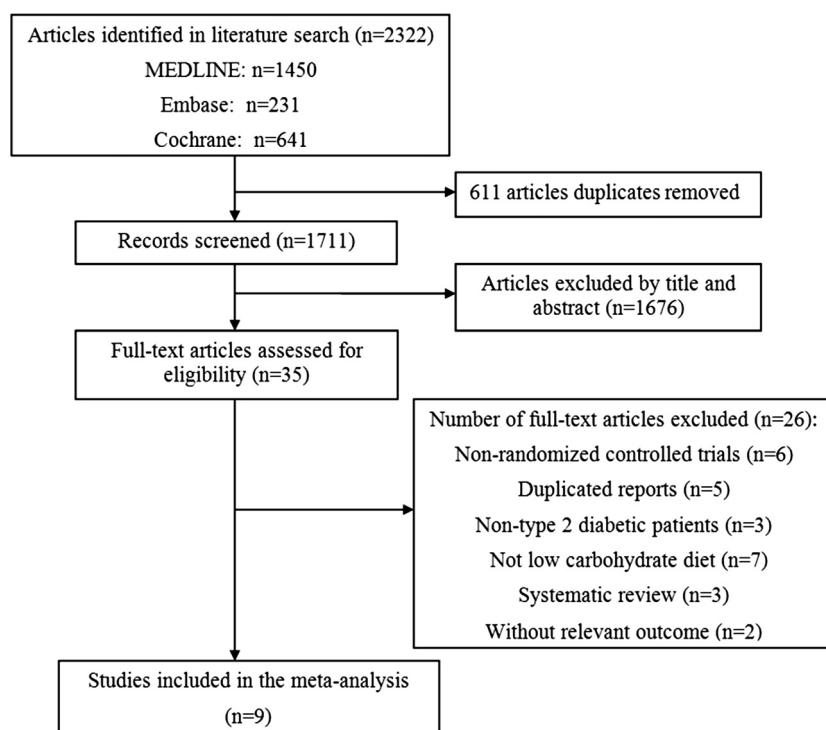 Articles identified in literature search (n=2322)
MEDLINE: n=1450
Embase: n=231
Cochrane: n=641
611 articles duplicates removed
Records screened (n=1711)
Articles excluded by title and
abstract (n=1676)
Full-text articles assessed for
eligibility (n=35)
Number of full-text articles excluded (n=26):
Non-randomized controlled trials (n=6)
Duplicated reports (n=5)
Non-type 2 diabetic patients (n=3)
Not low carbohydrate diet (n=7)
Systematic review (n=3)
Without relevant outcome (n=2)
Studies included in the meta-analysis
(n=9)